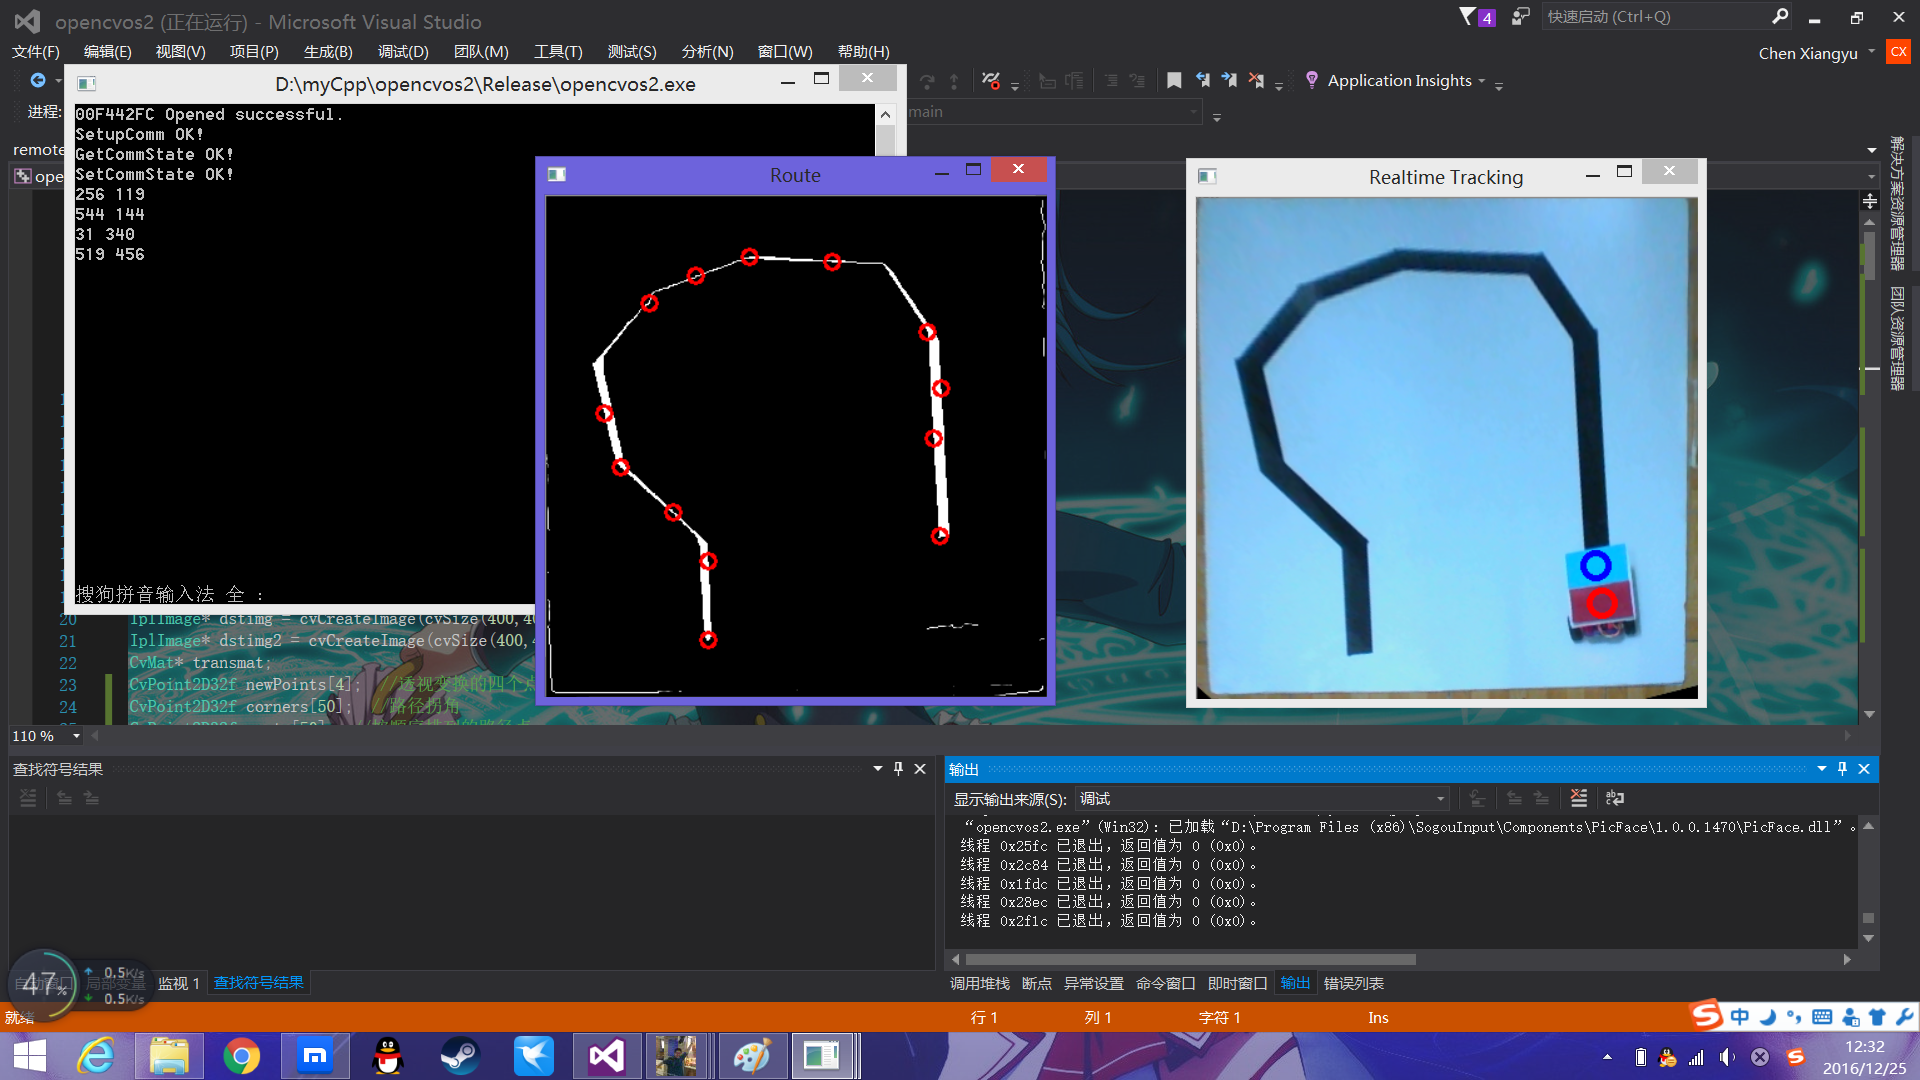 opencvos2 (正在运行) - Microsoft Visual Studio
4
快速启动 (Ctrl+Q)
文件(F) 编辑(E) 视图(V) 项目(P) 生成(B) 调试(D) 团队(M) 工具(T) 测试(S) 分析(N) 窗口(W) 帮助(H)
Chen Xiangyu
CX
D:\myCpp\opencvos2\Release\opencvos2.exe
Application Insights
进程:
main
remote
ope
00F442FC Opened successful.
SetupComm OK!
GetCommState OK!
SetCommState OK!
256 119
544 144
31 340
519 456
搜狗拼音输入法 全 :
Route
Realtime Tracking
解决方案资源管理器
团队资源管理器
20 IplImage* dstimg = cvCreateImage(cvSize(400,40
21 IplImage* dstimg2 = cvCreateImage(cvSize(400,4
22 CvMat* transmat;
23 CvPoint2D32f newPoints[4]; //透视变换的四个点
24 CvPoint2D32f corners[50]; //路径拐角
110 %
查找符号结果
输出
显示输出来源(S): 调试
“opencvos2.exe”(Win32): 已加载“D:\Program Files (x86)\SogouInput\Components\PicFace\1.0.0.1470\PicFace.dll”。
线程 0x25fc 已退出，返回值为 0 (0x0)。
线程 0x2c84 已退出，返回值为 0 (0x0)。
线程 0x1fdc 已退出，返回值为 0 (0x0)。
线程 0x28ec 已退出，返回值为 0 (0x0)。
线程 0x2f1c 已退出，返回值为 0 (0x0)。
47%
0.5K/s
0.5K/s
自动窗口 局部变量 监视 1 查找符号结果
调用堆栈 断点 异常设置 命令窗口 即时窗口 输出 错误列表
就绪
行 1 列 1 字符 1 Ins
中
12:32
2016/12/25